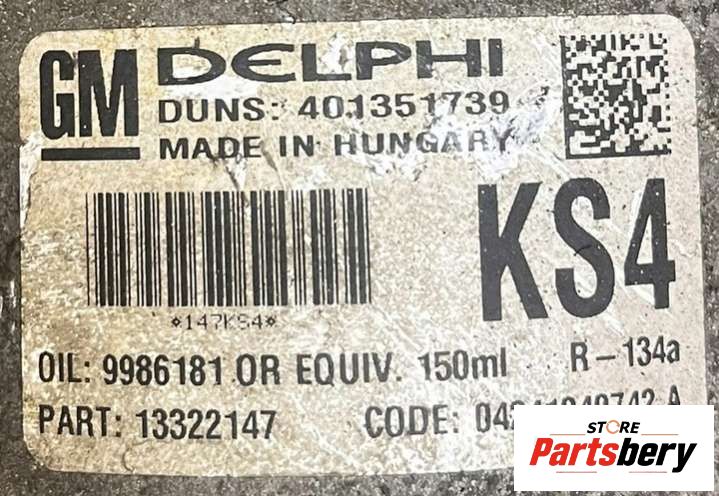 GM DELPHI
DUNS: 401351739
MADE IN HUNGARY
KS4
*147KS4*
OIL: 9986181 OR EQUIV. 150ml R-134a
PART: 13322147 CODE:
STORE
Partsbery